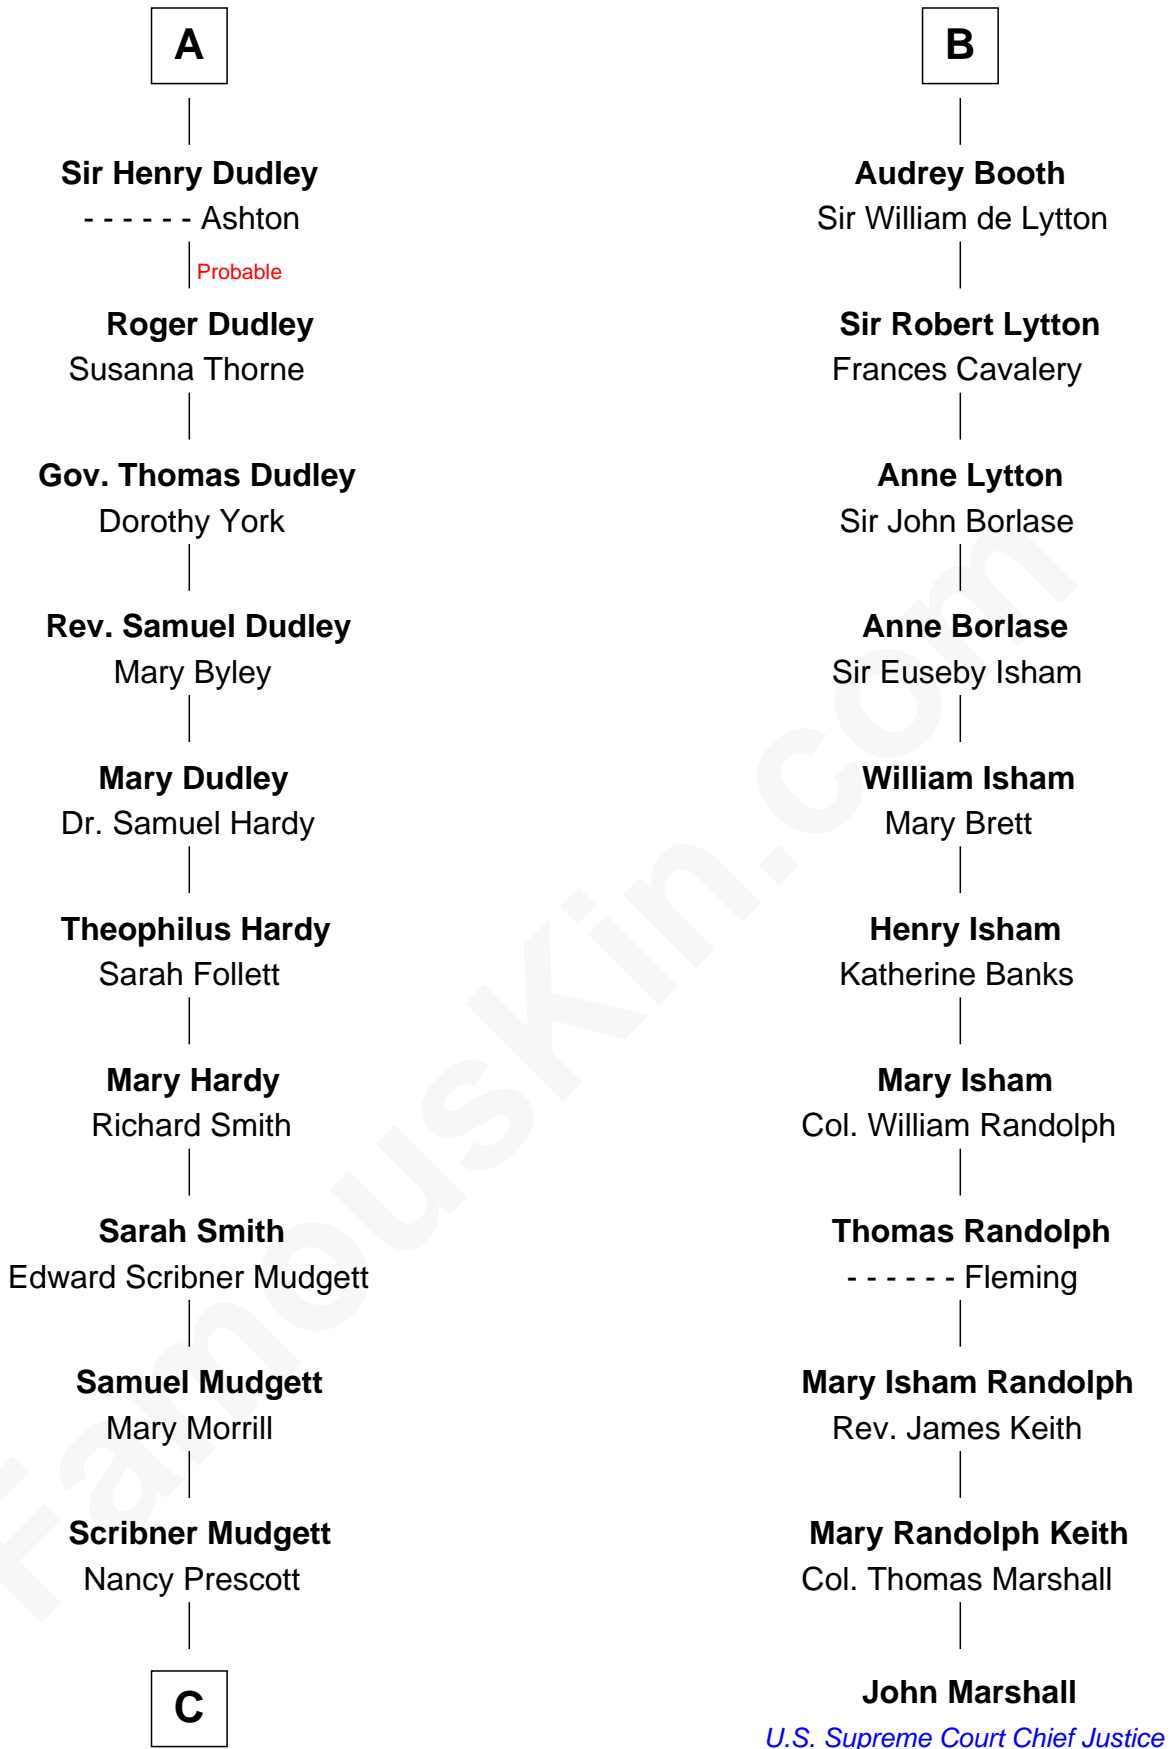 A
Sir Henry Dudley
- - - - - - Ashton
Probable
Roger Dudley
Susanna Thorne
Gov. Thomas Dudley
Dorothy York
Rev. Samuel Dudley
Mary Byley
Mary Dudley
Dr. Samuel Hardy
Theophilus Hardy
Sarah Follett
Mary Hardy
Richard Smith
Sarah Smith
Edward Scribner Mudgett
Samuel Mudgett
Mary Morrill
Scribner Mudgett
Nancy Prescott
C
B
Audrey Booth
Sir William de Lytton
Sir Robert Lytton
Frances Cavalery
Anne Lytton
Sir John Borlase
Anne Borlase
Sir Euseby Isham
William Isham
Mary Brett
Henry Isham
Katherine Banks
Mary Isham
Col. William Randolph
Thomas Randolph
- - - - - - Fleming
Mary Isham Randolph
Rev. James Keith
Mary Randolph Keith
Col. Thomas Marshall
John Marshall
U.S. Supreme Court Chief Justice
FamousKin.com